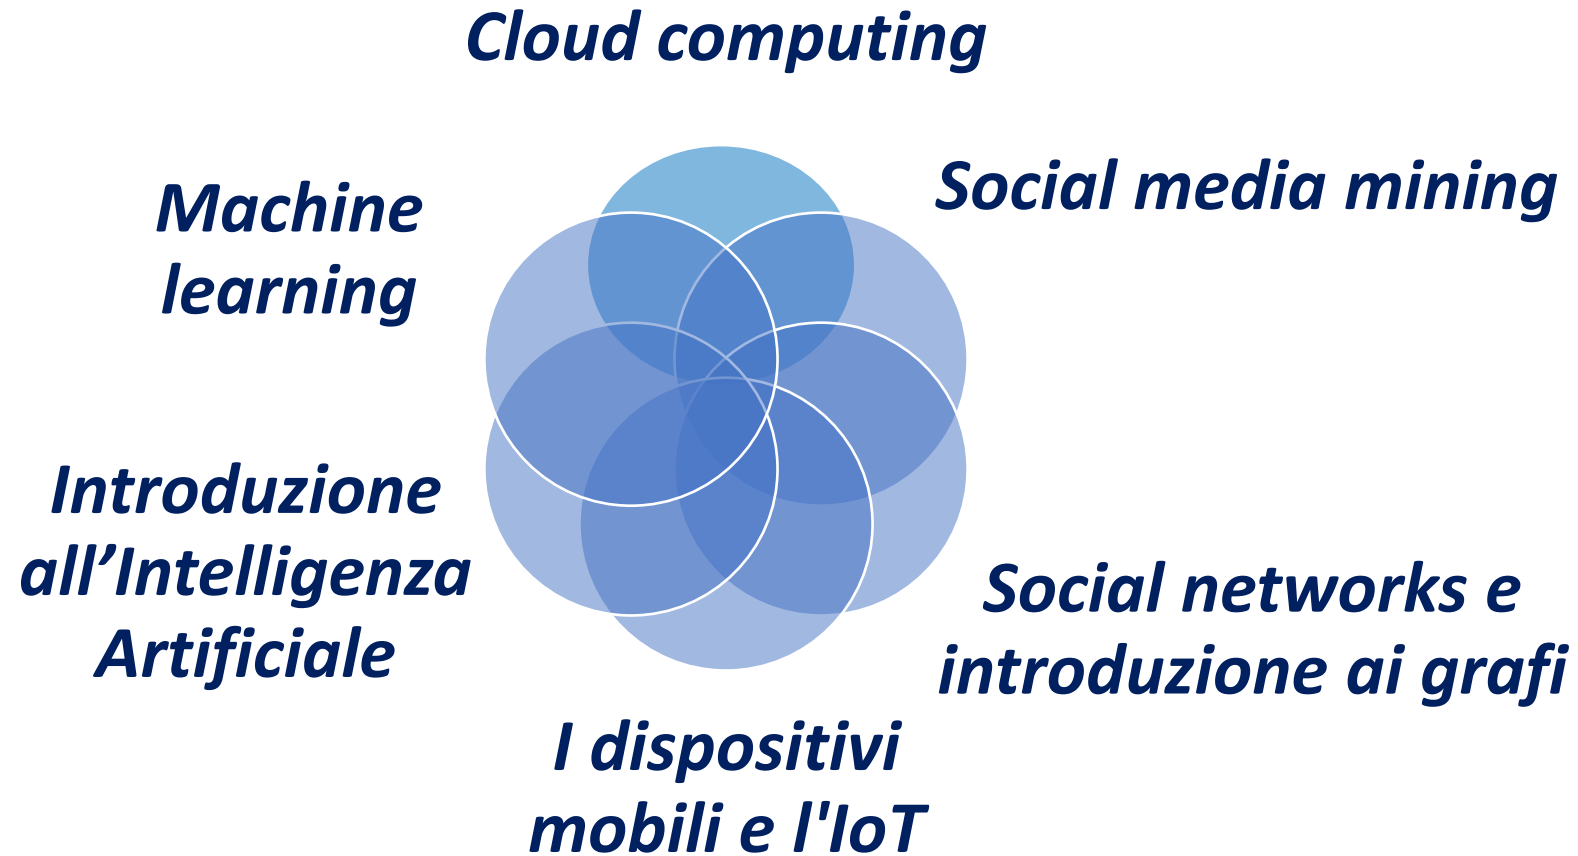 Cloud computing
Social media mining
Machine
learning
Introduzione
all’Intelligenza
Artificiale
Social networks e
introduzione ai grafi
I dispositivi
mobili e l'IoT